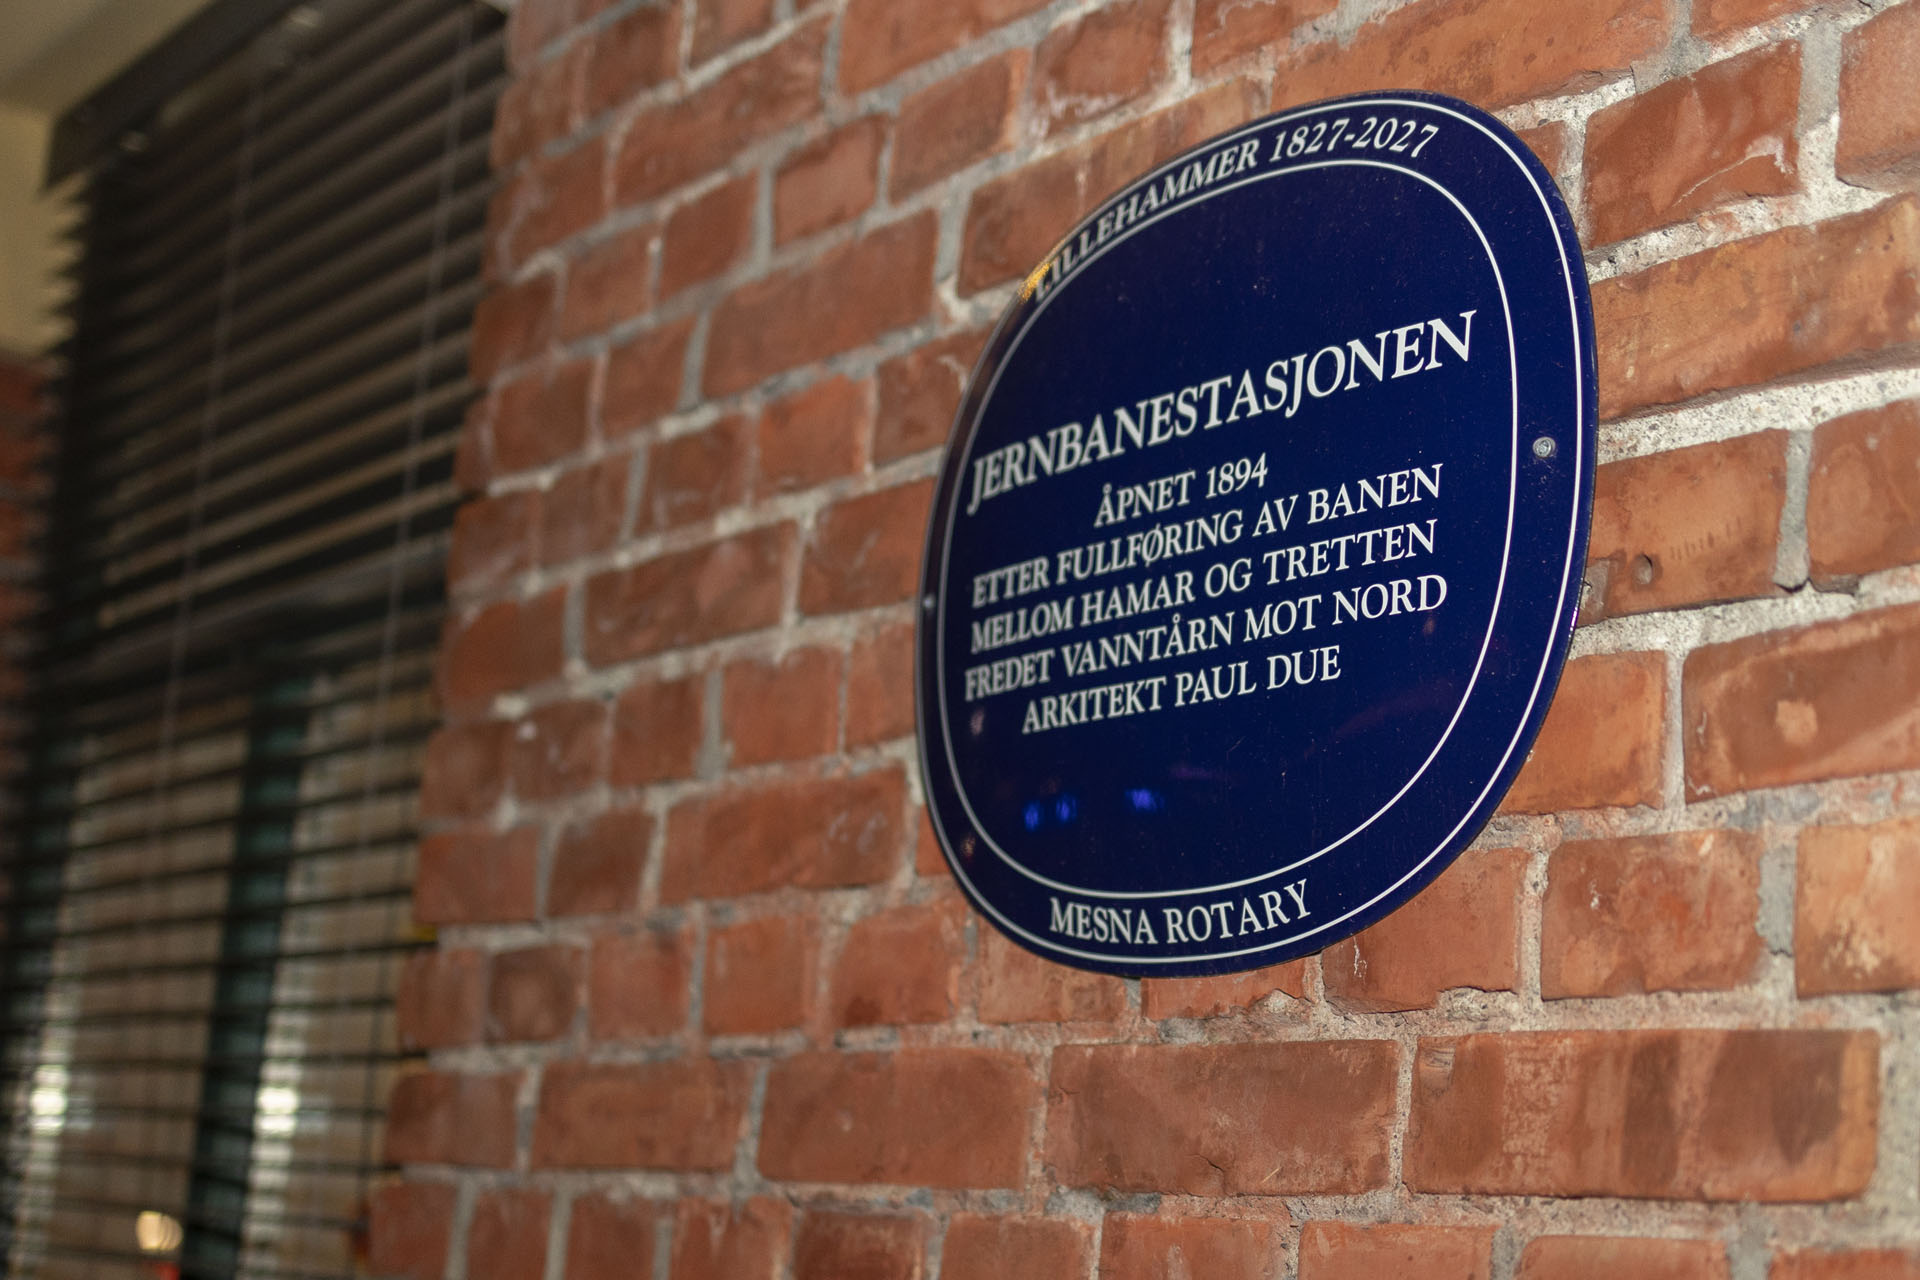 LILLEHAMMER 1827-2027
JERNBANESTASJONEN
ÅPNET 1894
ETTER FULLFØRING AV BANEN
MELLOM HAMAR OG TRETTEN
FREDET VANNTÅRN MOT NORD
ARKITEKT PAUL DUE
MESNA ROTARY